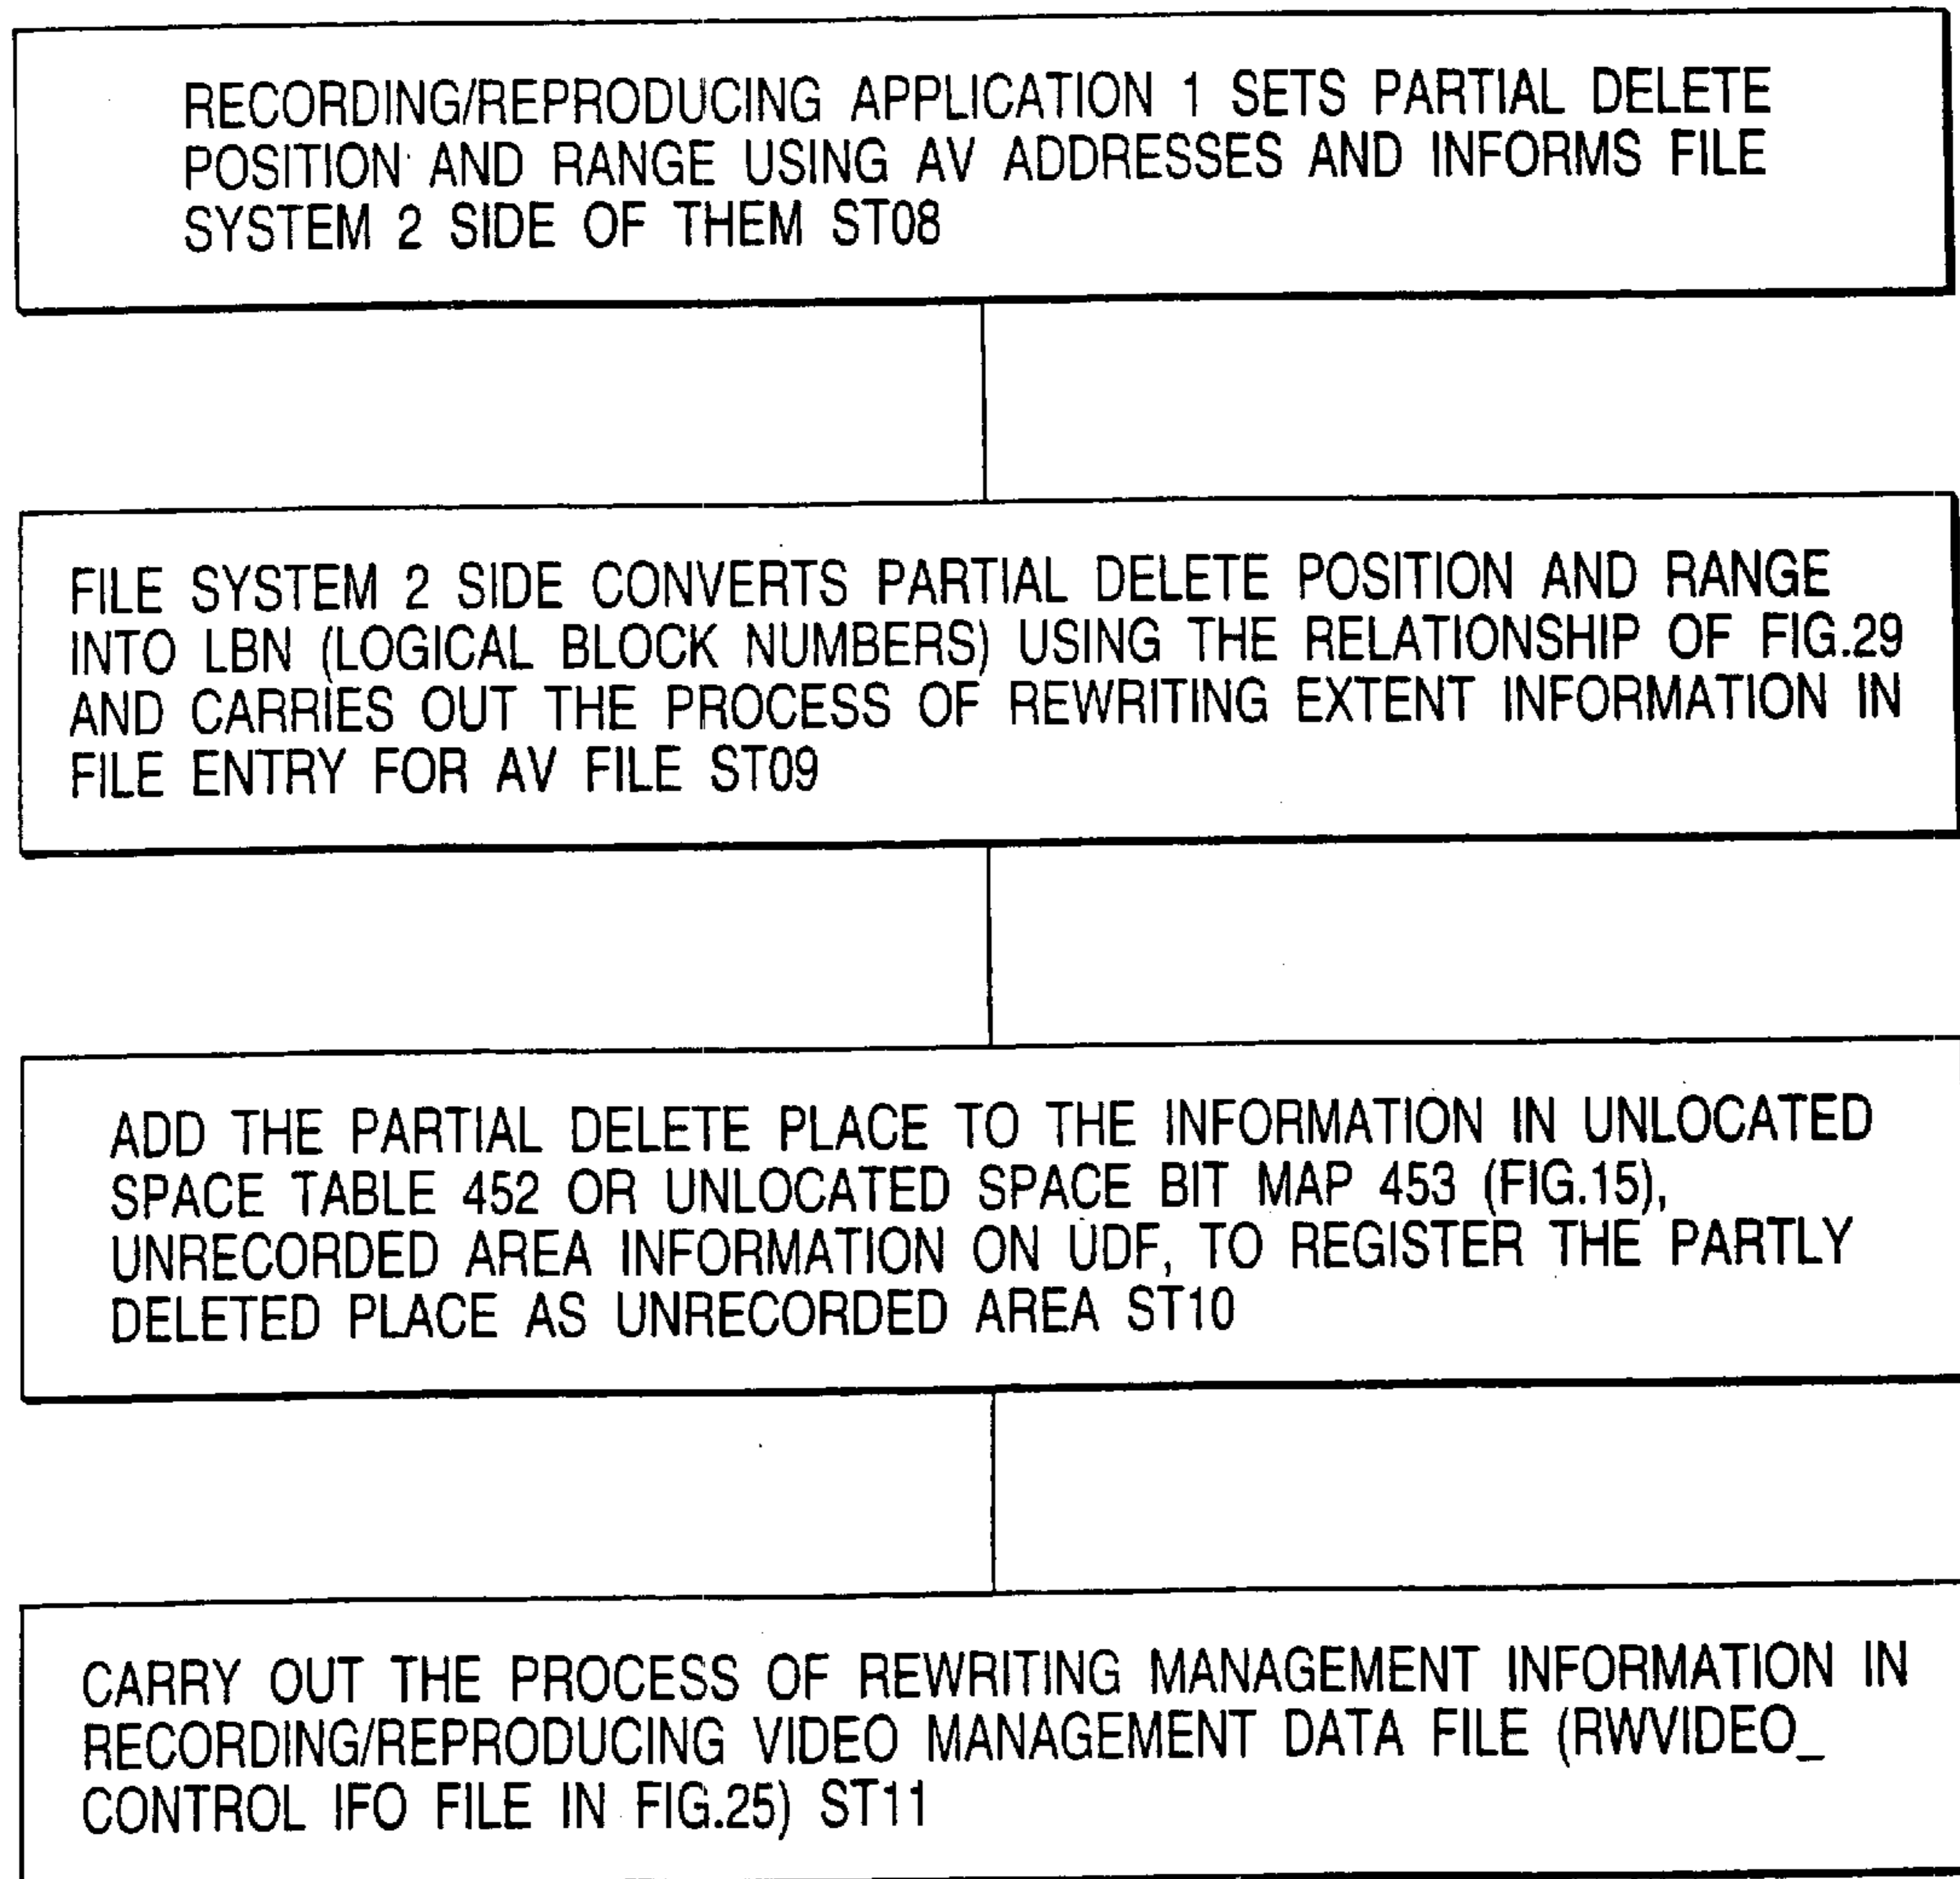 RECORDING/REPRODUCING APPLICATION 1 SETS PARTIAL DELETE
POSITION AND RANGE USING AV ADDRESSES AND INFORMS FILE
SYSTEM 2 SIDE OF THEM ST08
FILE SYSTEM 2 SIDE CONVERTS PARTIAL DELETE POSITION AND RANGE
INTO LBN (LOGICAL BLOCK NUMBERS) USING THE RELATIONSHIP OF FIG.29
AND CARRIES OUT THE PROCESS OF REWRITING EXTENT INFORMATION IN
FILE ENTRY FOR AV FILE ST09
ADD THE PARTIAL DELETE PLACE TO THE INFORMATION IN UNLOCATED
SPACE TABLE 452 OR UNLOCATED SPACE BIT MAP 453 (FIG.15),
UNRECORDED AREA INFORMATION ON UDF, TO REGISTER THE PARTLY
DELETED PLACE AS UNRECORDED AREA ST10
CARRY OUT THE PROCESS OF REWRITING MANAGEMENT INFORMATION IN
RECORDING/REPRODUCING VIDEO MANAGEMENT DATA FILE (RWVIDEO_
CONTROL IFO FILE IN FIG.25) ST11